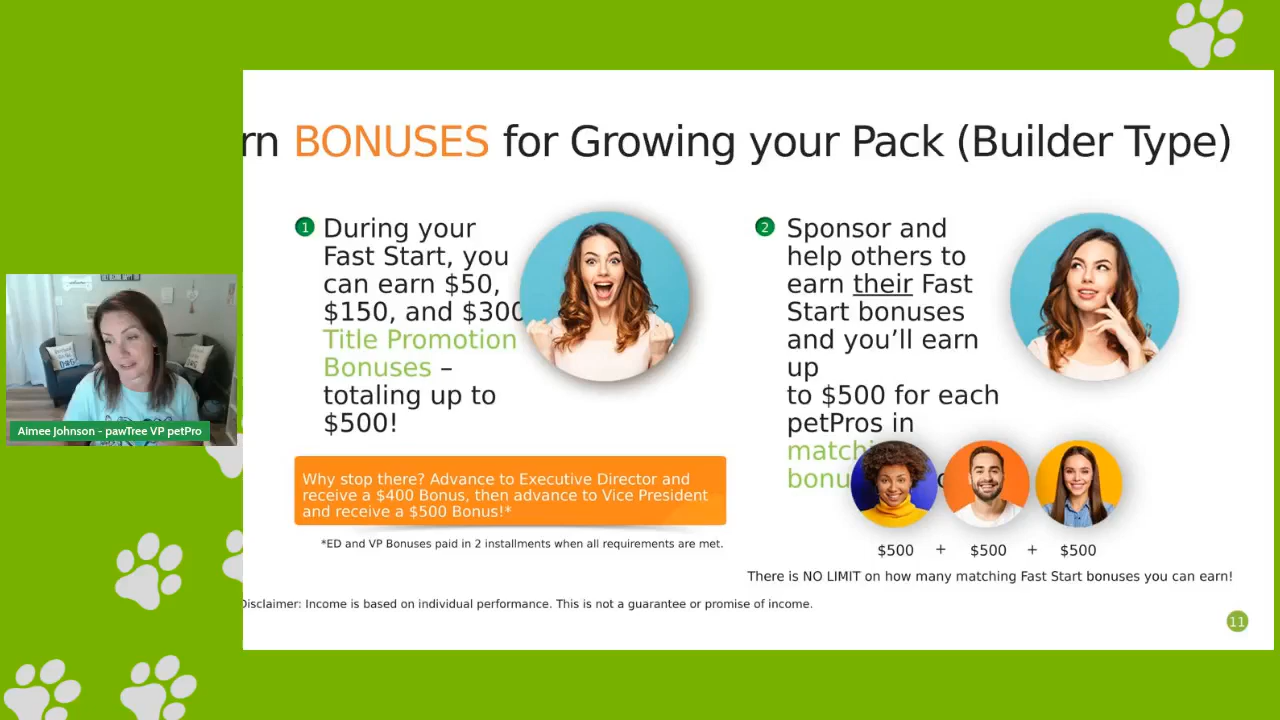 rn BONUSES for Growing your Pack (Builder Type)
1
During your
Fast Start, you
can earn $50,
$150, and $300
Title Promotion
Bonuses –
totaling up to
$500!
Why stop there? Advance to Executive Director and
receive a $400 Bonus, then advance to Vice President
and receive a $500 Bonus!*
*ED and VP Bonuses paid in 2 installments when all requirements are met.
2
Sponsor and
help others to
earn their Fast
Start bonuses
and you’ll earn
up
to $500 for each
petPros in
$500 + $500 + $500
There is NO LIMIT on how many matching Fast Start bonuses you can earn!
Disclaimer: Income is based on individual performance. This is not a guarantee or promise of income.
11
Aimee Johnson - pawTree VP petPro